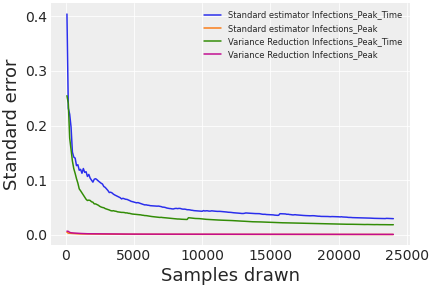 Standard estimator Infections_Peak_Time
Standard estimator Infections_Peak
Variance Reduction Infections_Peak_Time
Variance Reduction Infections_Peak
0.4
0.3
0.2
0.1
0.0
Standard error
0 5000 10000 15000 20000 25000
Samples drawn